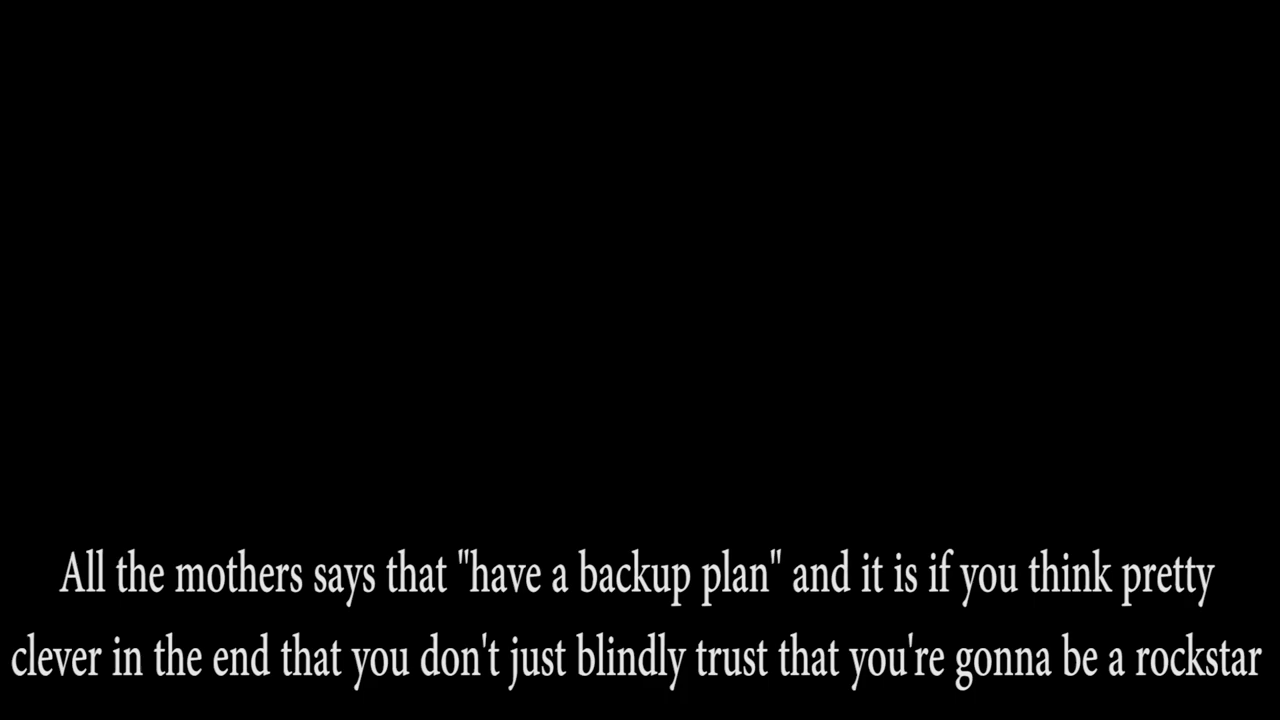 All the mothers says that "have a backup plan" and it is if you think pretty
clever in the end that you don't just blindly trust that you're gonna be a rockstar